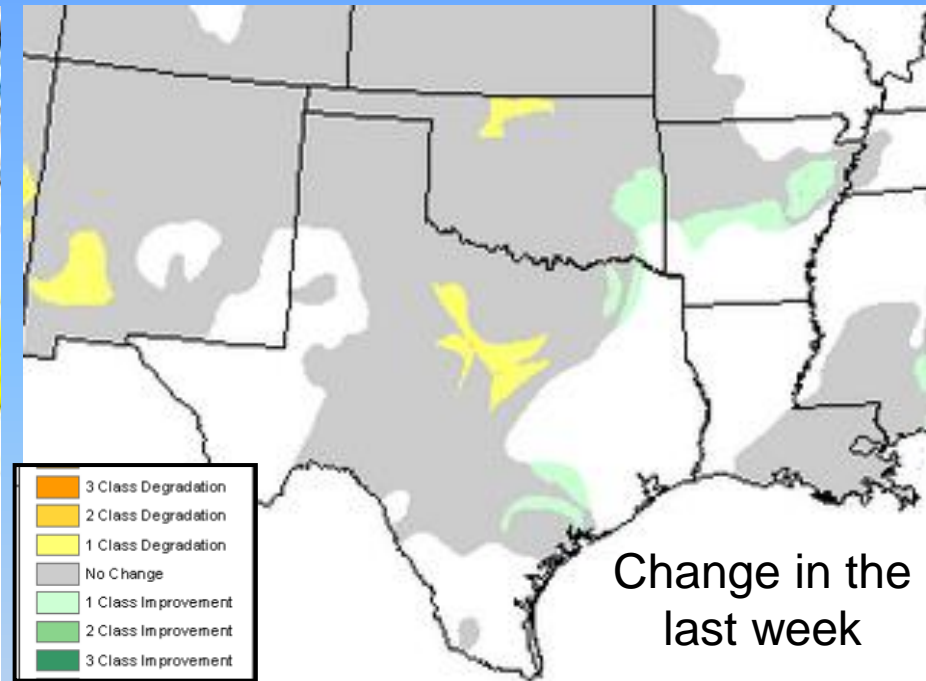 3 Class Degradation
2 Class Degradation
1 Class Degradation
No Change
1 Class Improvement
2 Class Improvement
3 Class Improvement
Change in the
last week